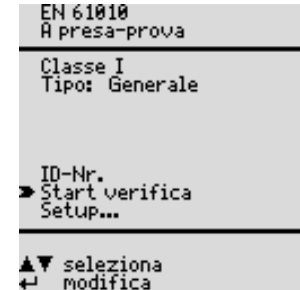 EN 61010
A presa-prova
Classe I
Tipo: Generale
ID-Nr.
Start verifica
Setup...
▲▼ seleziona
↵ modifica